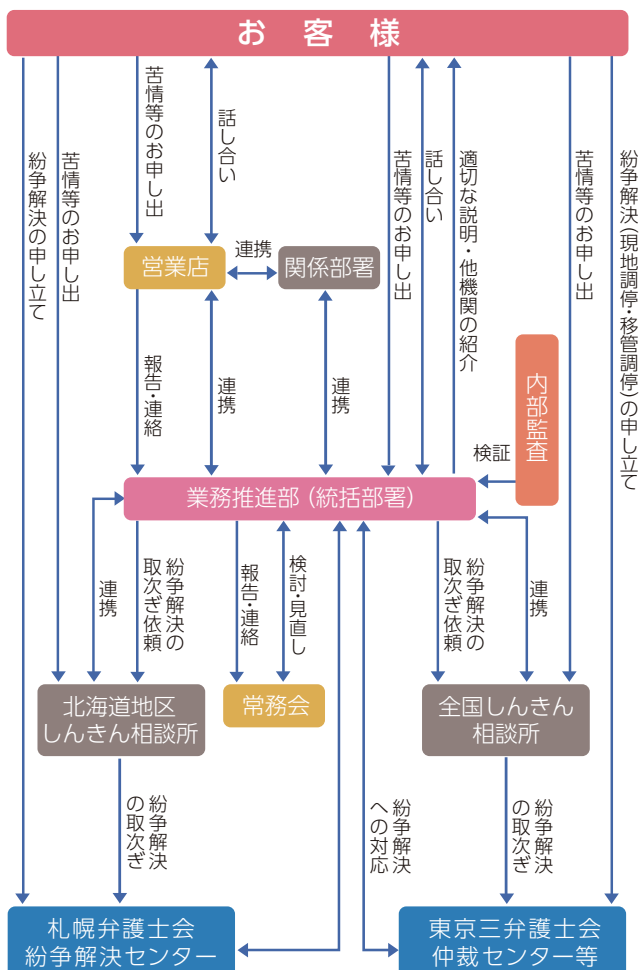 お客様
紛争解決の申し立て
苦情等のお申し出
苦情等のお申し出
話し合い
苦情等のお申し出
話し合い
適切な説明・他機関の紹介
苦情等のお申し出
紛争解決(現地調停・移管調停)の申し立て
営業店
連携
関係部署
報告・連絡
連携
連携
内部監査
検証
業務推進部(統括部署)
連携
紛争解決の
取次ぎ依頼
報告・連絡
検討・見直し
紛争解決の
取次ぎ依頼
連携
北海道地区
しんきん相談所
常務会
全国しんきん
相談所
紛争解決
の取次ぎ
紛争解決
への対応
紛争解決
の取次ぎ
札幌弁護士会
紛争解決センター
東京三弁護士会
仲裁センター等